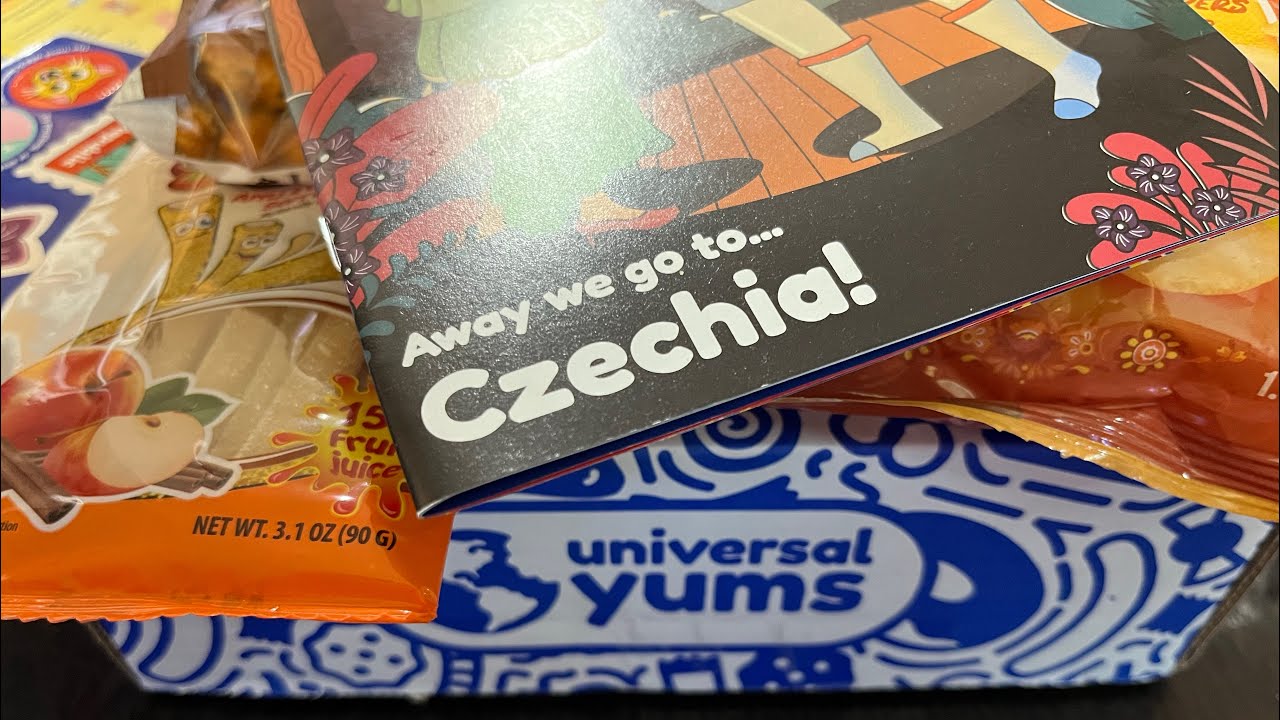 Away we go to...
Czechia!
15
Fruit
juice
NET WT. 3.1 OZ (90 G)
universal
yums